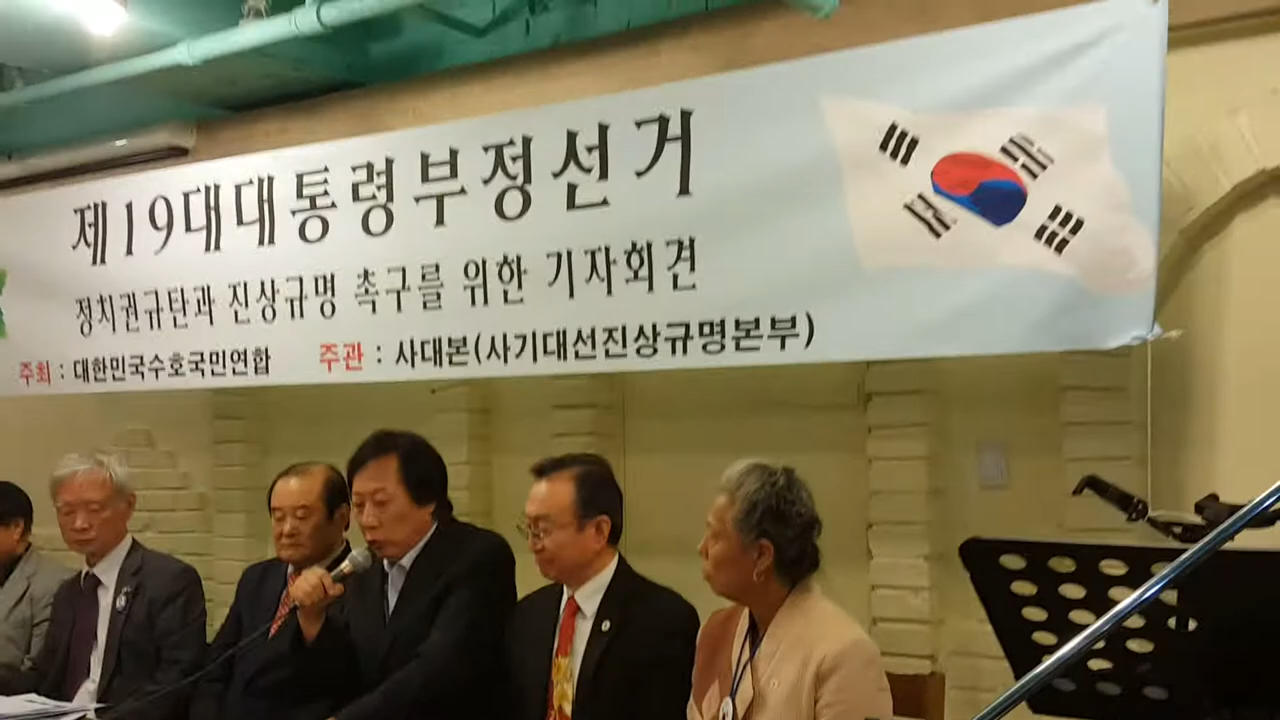 제19대대통령부정선거
정치권규탄과 진상규명 촉구를 위한 기자회견
주최 : 대한민국수호국민연합 주관 : 사대본(사기대선진상규명본부)